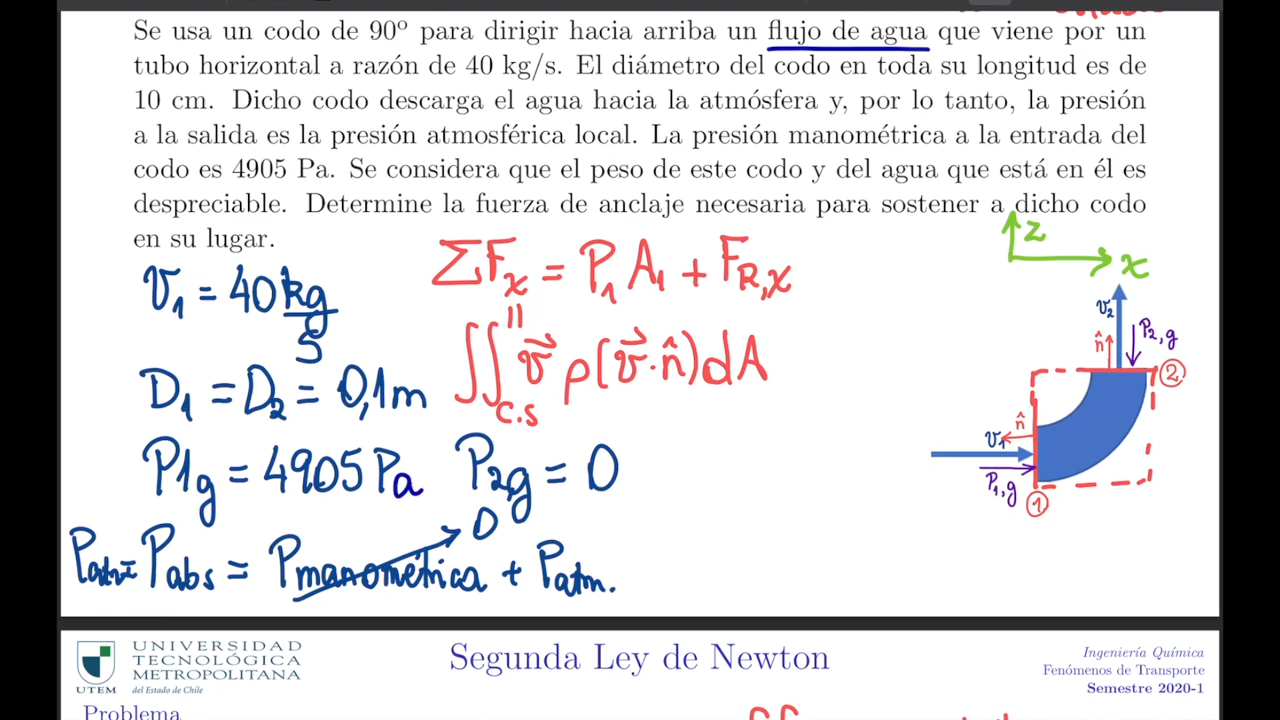 Se usa un codo de 90º para dirigir hacia arriba un flujo de agua que viene por un
tubo horizontal a razón de 40 kg/s. El diámetro del codo en toda su longitud es de
10 cm. Dicho codo descarga el agua hacia la atmósfera y, por lo tanto, la presión
a la salida es la presión atmosférica local. La presión manométrica a la entrada del
codo es 4905 Pa. Se considera que el peso de este codo y del agua que está en él es
despreciable. Determine la fuerza de anclaje necesaria para sostener a dicho codo
en su lugar.
v₁ = 40 kg/s
ΣFx = P₁A₁ + FR,x
∬c.s v⃗ ρ(v⃗·n̂)dA
D₁ = D₂ = 0,1m
P1g = 4905 Pa
P2,g = 0
0
Patm = Pabs = Pmanométrica + Patm.
z
x
v₂
P2,g
n̂
②
n̂
v₁
P1,g
①
UNIVERSIDAD
TECNOLÓGICA
METROPOLITANA
del Estado de Chile
UTEM
Segunda Ley de Newton
Ingeniería Química
Fenómenos de Transporte
Semestre 2020-1
Problema